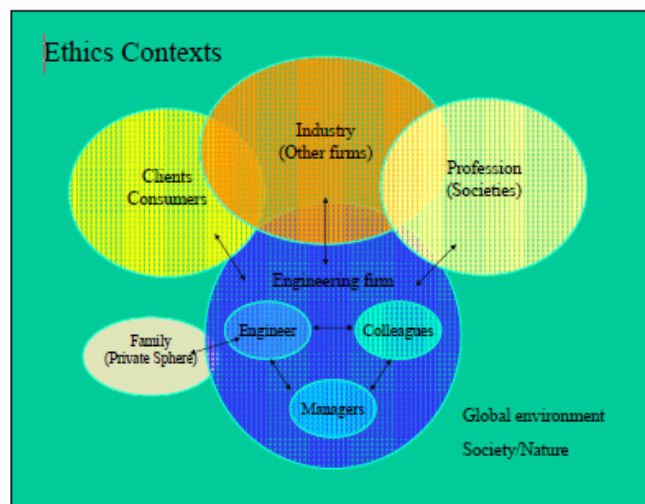 Ethics Contexts
Industry
(Other firms)
Clients
Consumers
Profession
(Societies)
Engineering firm
Engineer
Colleagues
Family
(Private Sphere)
Managers
Global environment
Society/Nature